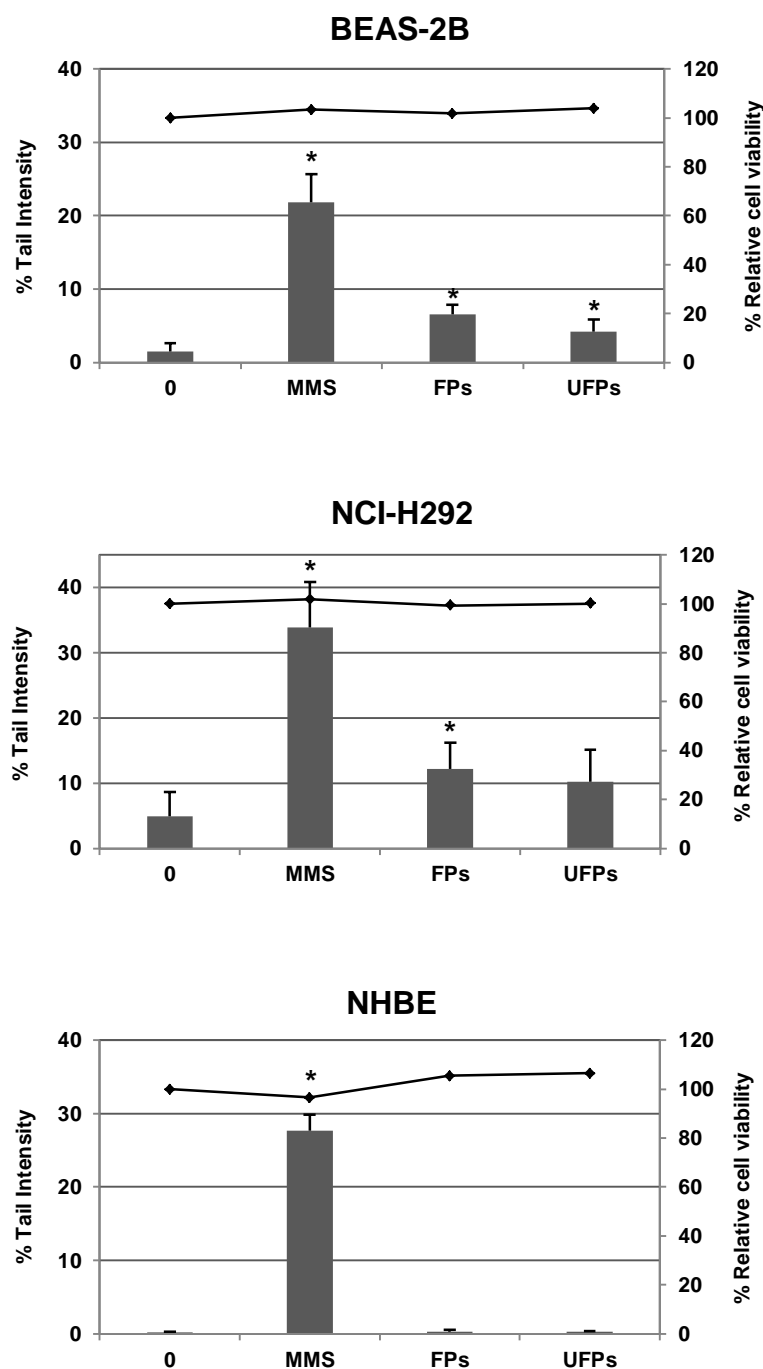 BEAS-2B
40 120
100
30
80
* 
20 60
40
10 * *
20
0 0
0 MMS FPs UFPs
% Tail Intensity
% Relative cell viability
NCI-H292
120
40 *
100
30 80
60
20
* 40
10
20
0 0
0 MMS FPs UFPs
% Tail Intensity
% Relative cell viability
NHBE
40 120
*
100
30
80
20 60
40
10
20
0 0
0 MMS FPs UFPs
% Tail Intensity
% Relative cell viability